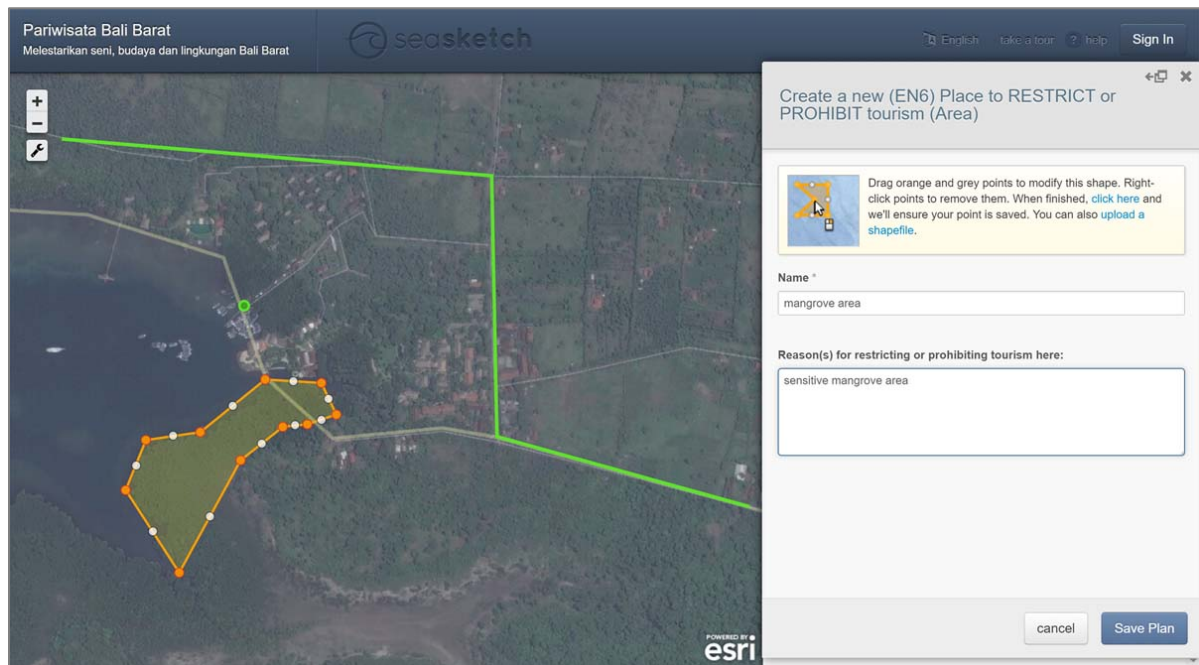 Pariwisata Bali Barat
Melestarikan seni, budaya dan lingkungan Bali Barat
seasketch
English take a tour ? help Sign In
+
−
Create a new (EN6) Place to RESTRICT or
PROHIBIT tourism (Area)
Drag orange and grey points to modify this shape. Right-
click points to remove them. When finished, click here and
we'll ensure your point is saved. You can also upload a
shapefile.
Name *
mangrove area
Reason(s) for restricting or prohibiting tourism here:
sensitive mangrove area
cancel Save Plan
POWERED BY
esri